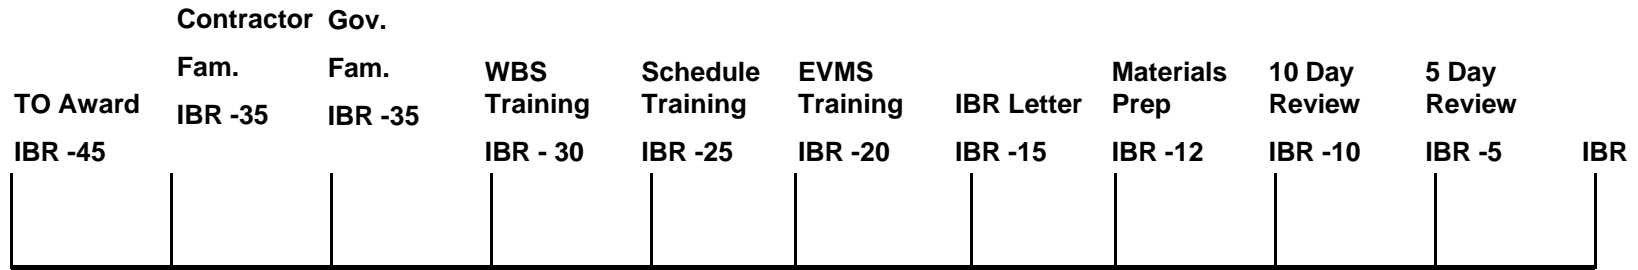 TO Award
IBR -45
Contractor
Fam.
IBR -35
Gov.
Fam.
IBR -35
WBS
Training
IBR - 30
Schedule
Training
IBR -25
EVMS
Training
IBR -20
IBR Letter
IBR -15
Materials
Prep
IBR -12
10 Day
Review
IBR -10
5 Day
Review
IBR -5
IBR